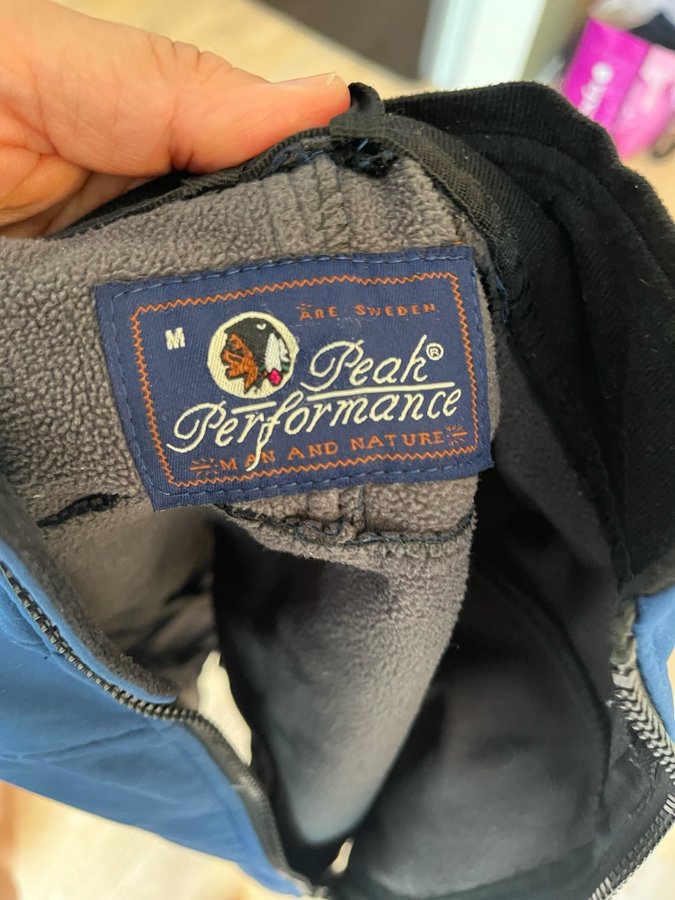 ÅRE SWEDEN
M
Peak®
Performance
MAN AND NATURE